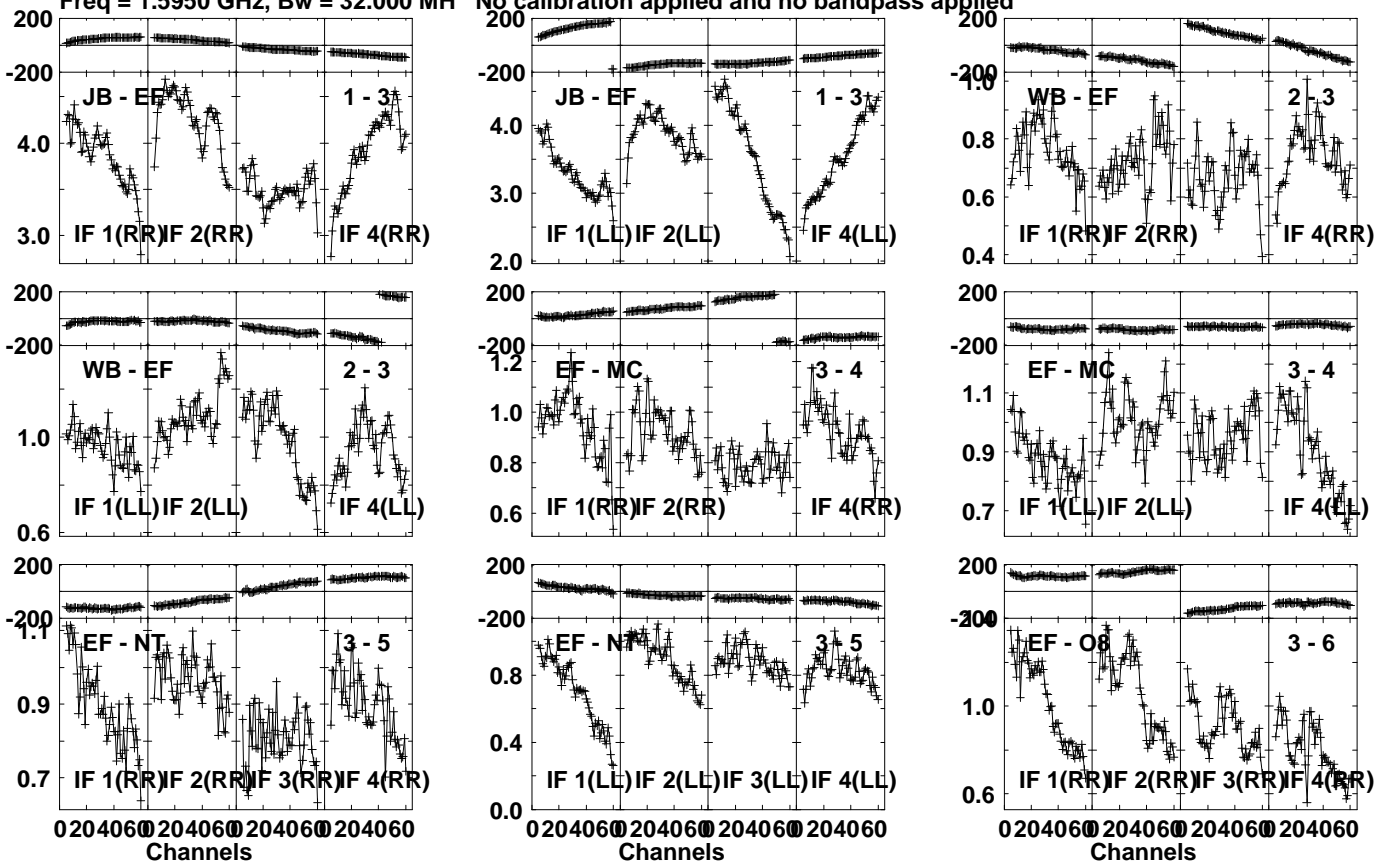 Freq = 1.5950 GHz, Bw = 32.000 MH No calibration applied and no bandpass applied
200
-200
JB - EF 1 - 3
4.0
3.0
IF 1(RR) IF 2(RR) IF 4(RR)
JB - EF 1 - 3
200
-200
4.0
3.0
2.0
IF 1(LL) IF 2(LL) IF 4(LL)
200
-200
1.0
WB - EF 2 - 3
0.8
0.6
0.4
IF 1(RR) IF 2(RR) IF 4(RR)
200
-200
WB - EF 2 - 3
1.0
0.6
IF 1(LL) IF 2(LL) IF 4(LL)
200
-200
1.2
EF - MC 3 - 4
1.0
0.8
0.6
IF 1(RR) IF 2(RR) IF 4(RR)
200
-200
EF - MC 3 - 4
1.1
0.9
0.7
IF 1(LL) IF 2(LL) IF 4(LL)
200
-200
1.1
EF - NT 3 - 5
0.9
0.7
IF 1(RR) IF 2(RR) IF 3(RR) IF 4(RR)
0 20 40 60 0 20 40 60 0 20 40 60 0 20 40 60
Channels
200
-200
EF - NT 3 - 5
0.8
0.4
0.0
IF 1(LL) IF 2(LL) IF 3(LL) IF 4(LL)
0 20 40 60 0 20 40 60 0 20 40 60 0 20 40 60
Channels
200
-200
1.4
EF - O8 3 - 6
1.0
0.6
IF 1(RR) IF 2(RR) IF 3(RR) IF 4(RR)
0 20 40 60 0 20 40 60 0 20 40 60 0 20 40 60
Channels